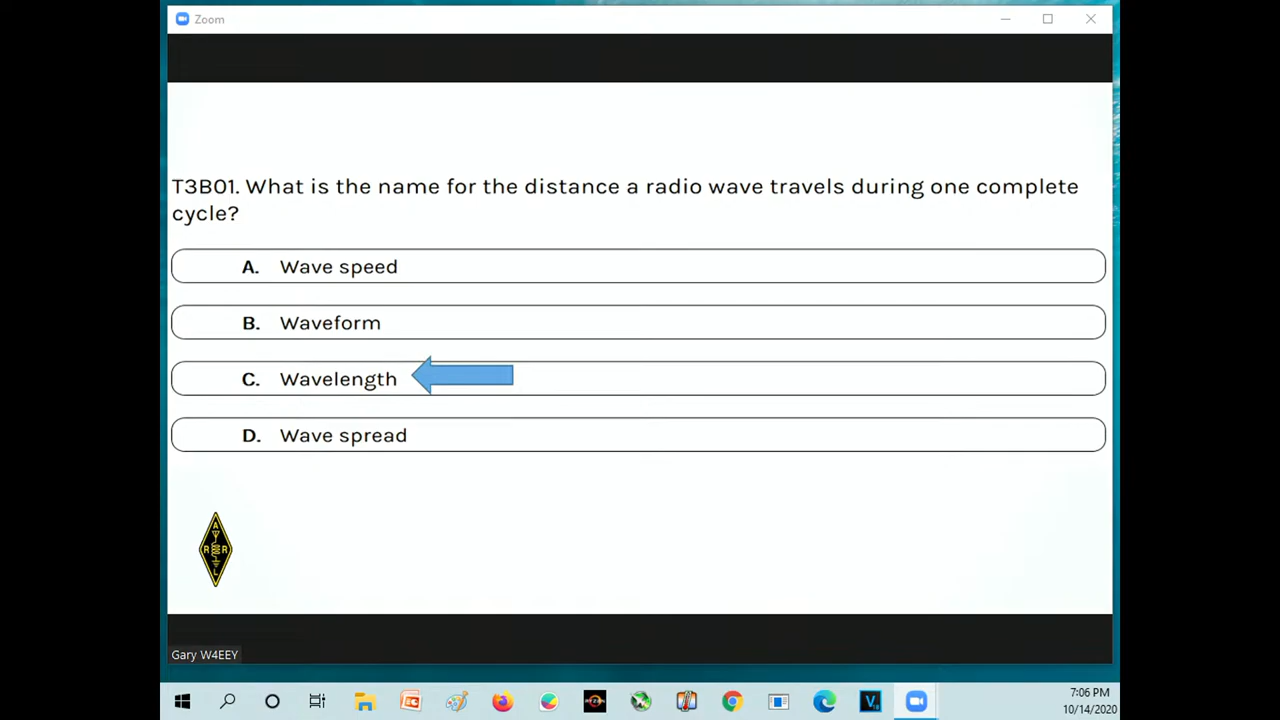 Zoom
T3B01. What is the name for the distance a radio wave travels during one complete
cycle?
A. Wave speed
B. Waveform
C. Wavelength
D. Wave spread
A
R R
L
Gary W4EEY
7:06 PM
10/14/2020